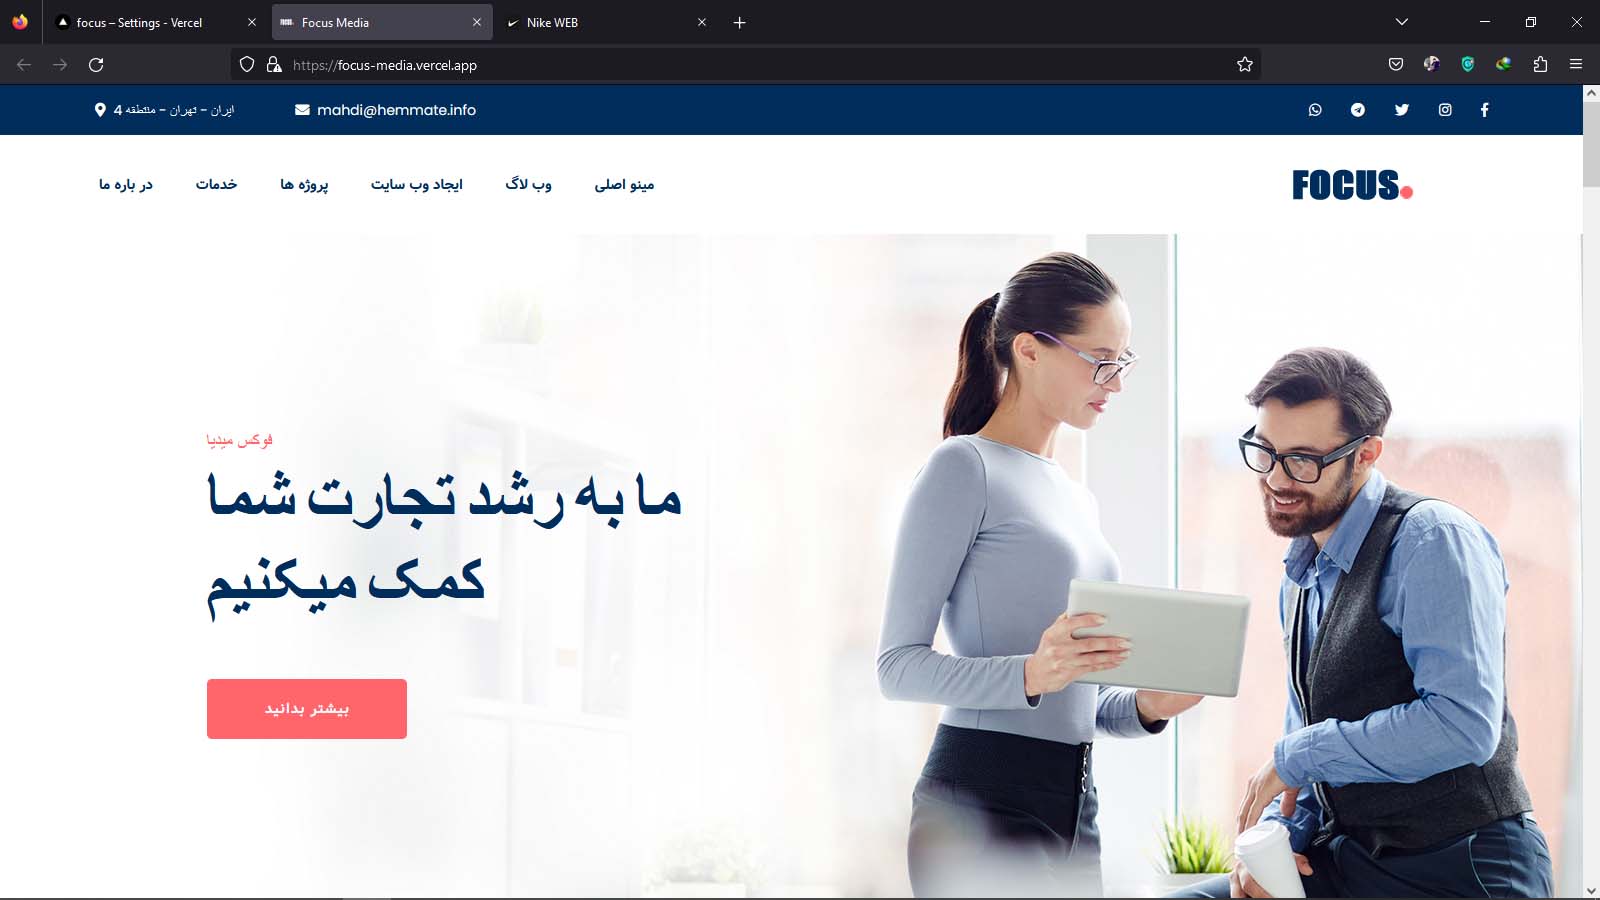 focus – Settings - Vercel
Focus Media
Nike WEB
https://focus-media.vercel.app
ایران - تهران - منتطقه 4
mahdi@hemmate.info
مینو اصلی
وب لاگ
ایجاد وب سایت
پروژه ها
خدمات
در باره ما
FOCUS.
فوکس میدیا
ما به رشد تجارت شما
کمک میکنیم
بیشتر بدانید